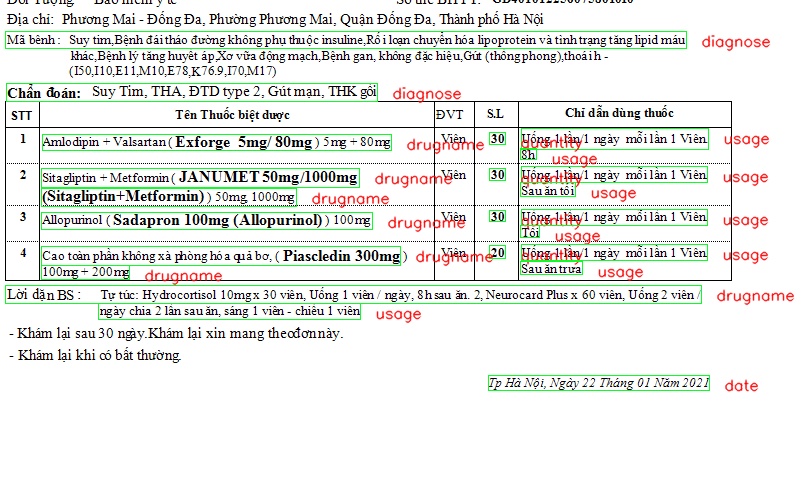 Địa chỉ: Phương Mai - Đống Đa, Phường Phương Mai, Quận Đống Đa, Thành phố Hà Nội
Mã bệnh : Suy tim,Bệnh đái tháo đường không phụ thuộc insuline,Rối loạn chuyển hóa lipoprotein và tình trạng tăng lipid máu diagnose
khác,Bệnh lý tăng huyết áp,Xơ vữa động mạch,Bệnh gan, không đặc hiệu,Gút (thông phong),thoái h -
(I50,I10,E11,M10,E78,K76.9,I70,M17)
Chẩn đoán: Suy Tim, THA, ĐTD type 2, Gút mạn, THK gối diagnose
STT Tên Thuốc biệt dược ĐVT S.L Chỉ dẫn dùng thuốc
1 Amlodipin + Valsartan ( Exforge 5mg/ 80mg ) 5mg + 80mg drugname Viên 30 quantity Uống 1 lần/1 ngày mỗi lần 1 Viên usage
8h usage
2 Sitagliptin + Metformin ( JANUMET 50mg/1000mg drugname Viên 30 quantity Uống 1 lần/1 ngày mỗi lần 1 Viên usage
(Sitagliptin+Metformin) ) 50mg, 1000mg drugname Sau ăn tối usage
3 Allopurinol ( Sadapron 100mg (Allopurinol) ) 100mg drugname Viên 30 quantity Uống 1 lần/1 ngày mỗi lần 1 Viên usage
Tối usage
4 Cao toàn phần không xà phòng hóa quả bơ, ( Piascledin 300mg ) drugname Viên 20 quantity Uống 1 lần/1 ngày mỗi lần 1 Viên usage
100mg + 200mg drugname Sau ăn trưa usage
Lời dặn BS : Tự túc: Hydrocortisol 10mg x 30 viên, Uống 1 viên / ngày, 8h sau ăn. 2, Neurocard Plus x 60 viên, Uống 2 viên / drugname
ngày chia 2 lần sau ăn, sáng 1 viên - chiều 1 viên usage
- Khám lại sau 30 ngày.Khám lại xin mang theo đơn này.
- Khám lại khi có bất thường.
Tp Hà Nội, Ngày 22 Tháng 01 Năm 2021 date